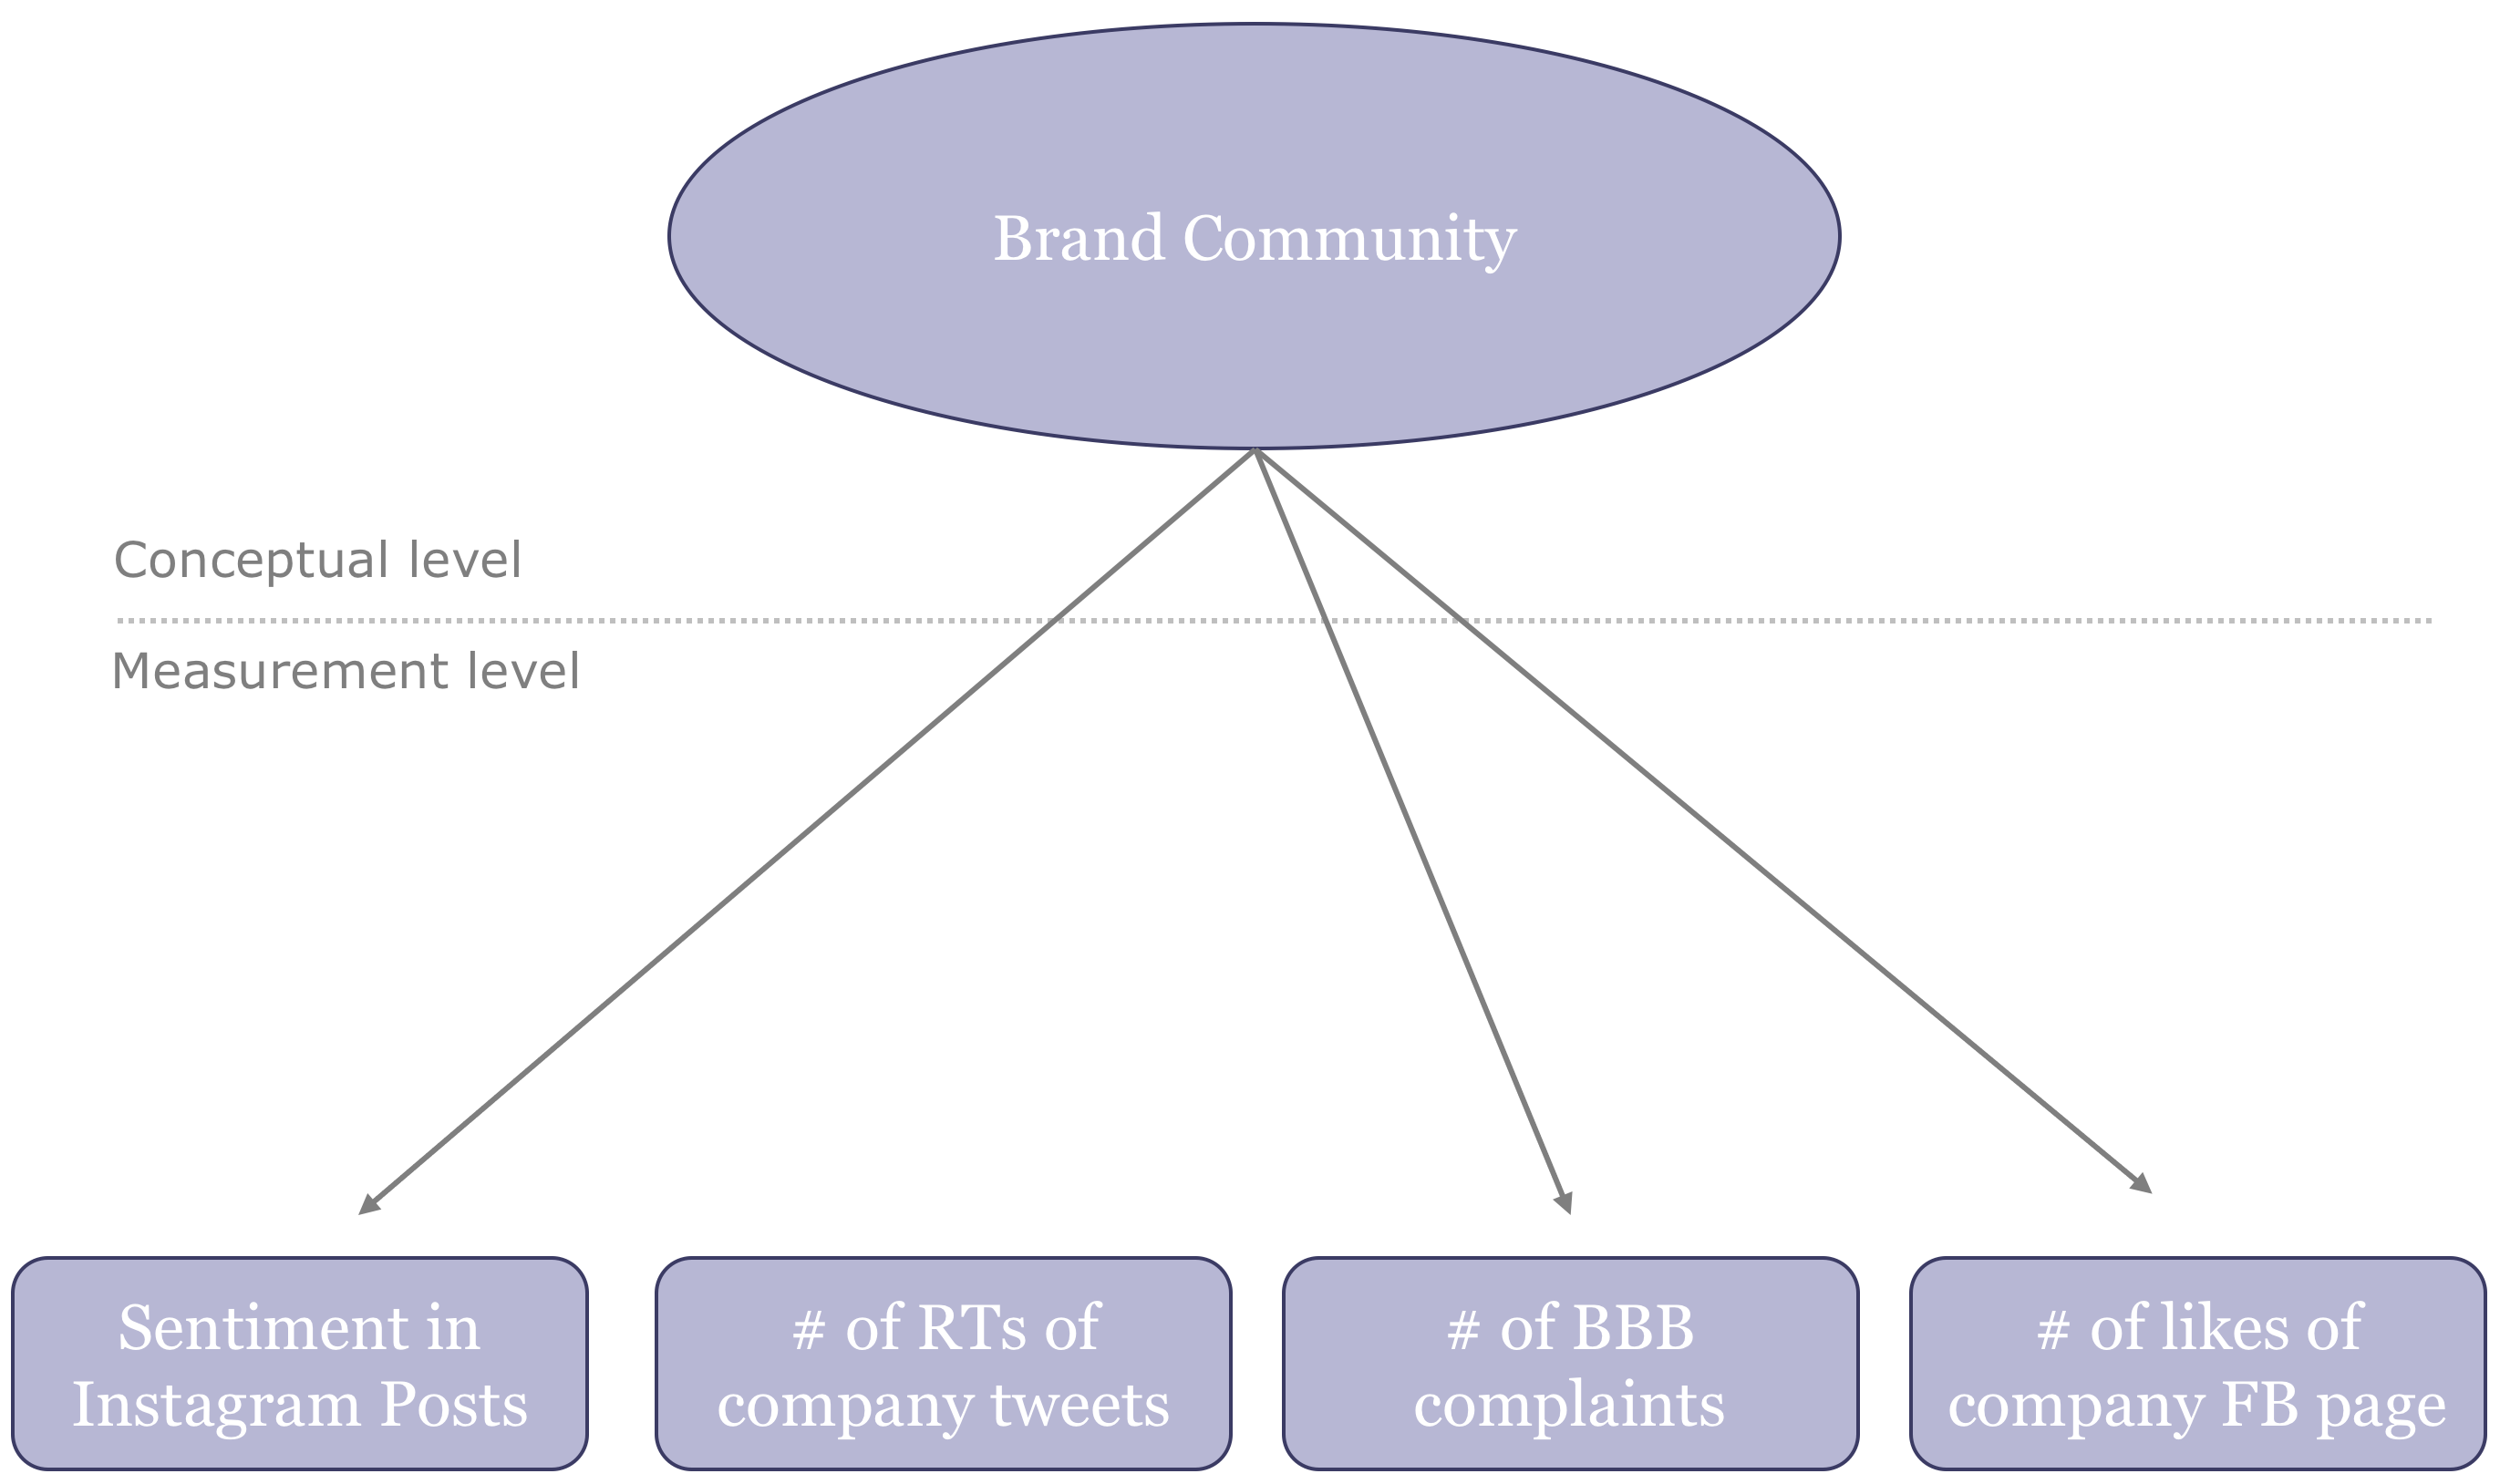 Brand Community
Conceptual level
Measurement level
Sentiment in
Instagram Posts
# of RTs of
company tweets
# of BBB
complaints
# of likes of
company FB page